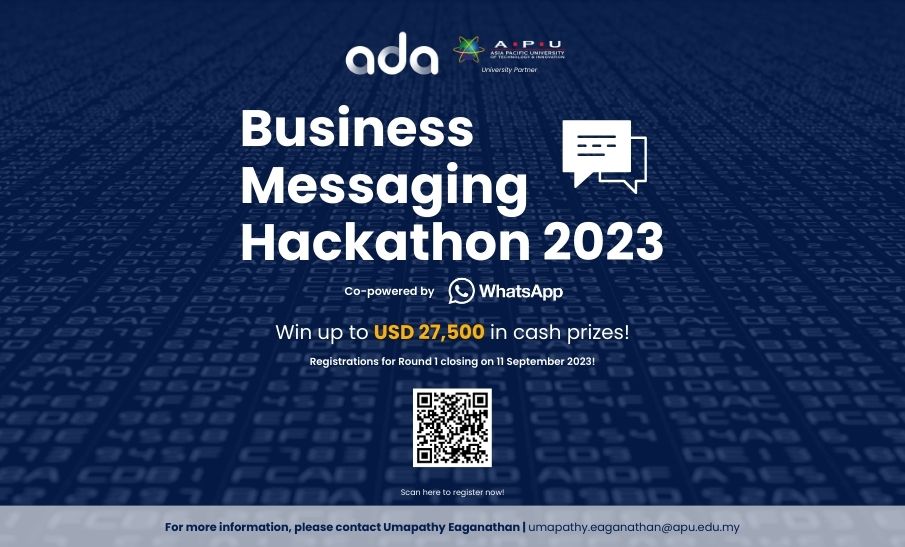 ada
A·P·U
ASIA PACIFIC UNIVERSITY
OF TECHNOLOGY & INNOVATION
University Partner
Business
Messaging
Hackathon 2023
Co-powered by WhatsApp
Win up to USD 27,500 in cash prizes!
Registrations for Round 1 closing on 11 September 2023!
Scan here to register now!
For more information, please contact Umapathy Eaganathan | umapathy.eaganathan@apu.edu.my